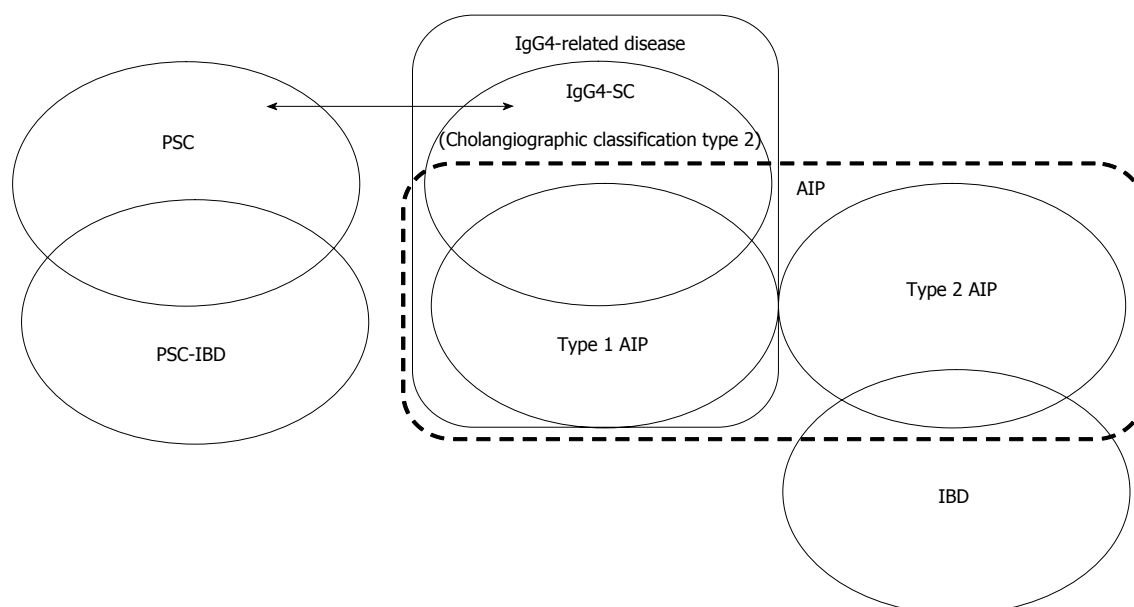 IgG4-related disease
IgG4-SC
PSC
(Cholangiographic classification type 2)
AIP
Type 2 AIP
Type 1 AIP
PSC-IBD
IBD